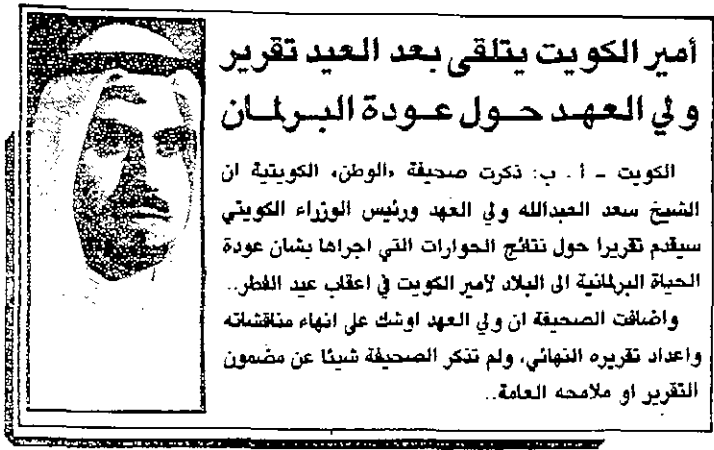 أمير الكويت يتلقى بعد العيد تقرير
ولي العهد حول عودة البرلمان
الكويت - أ . ب: ذكرت صحيفة «الوطن» الكويتية ان
الشيخ سعد العبدالله ولي العهد ورئيس الوزراء الكويتي
سيقدم تقريرا حول نتائج الحوارات التي اجراها بشان عودة
الحياة البرلمانية الى البلاد لأمير الكويت في اعقاب عيد الفطر..
واضافت الصحيفة ان ولي العهد اوشك على انهاء مناقشاته
واعداد تقريره النهائي، ولم تذكر الصحيفة شيئا عن مضمون
التقرير او ملامحه العامة..